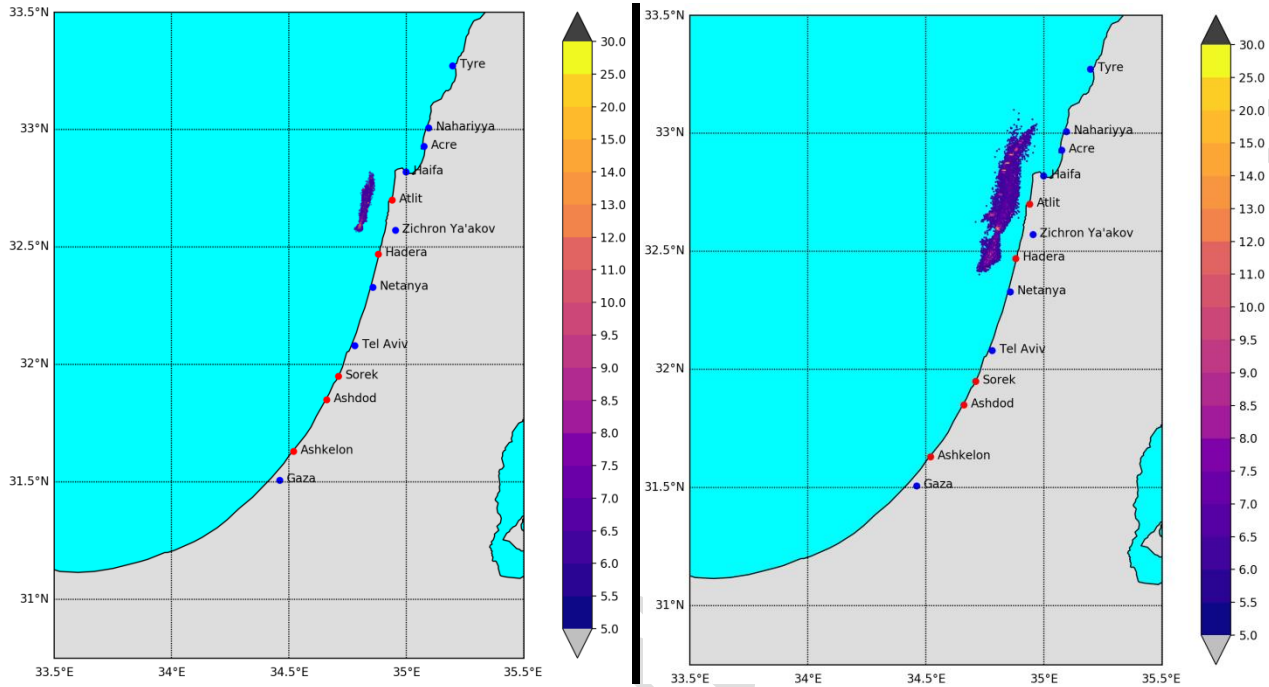 33.5°N
33°N
32.5°N
32°N
31.5°N
31°N
33.5°E
34°E
34.5°E
35°E
35.5°E
Tyre
Nahariyya
Acre
Haifa
Atlit
Zichron Ya'akov
Hadera
Netanya
Tel Aviv
Sorek
Ashdod
Ashkelon
Gaza
30.0
25.0
20.0
15.0
14.0
13.0
12.0
11.0
10.0
9.5
9.0
8.5
8.0
7.5
7.0
6.5
6.0
5.5
5.0
33.5°N
33°N
32.5°N
32°N
31.5°N
31°N
33.5°E
34°E
34.5°E
35°E
35.5°E
Tyre
Nahariyya
Acre
Haifa
Atlit
Zichron Ya'akov
Hadera
Netanya
Tel Aviv
Sorek
Ashdod
Ashkelon
Gaza
30.0
25.0
20.0
15.0
14.0
13.0
12.0
11.0
10.0
9.5
9.0
8.5
8.0
7.5
7.0
6.5
6.0
5.5
5.0